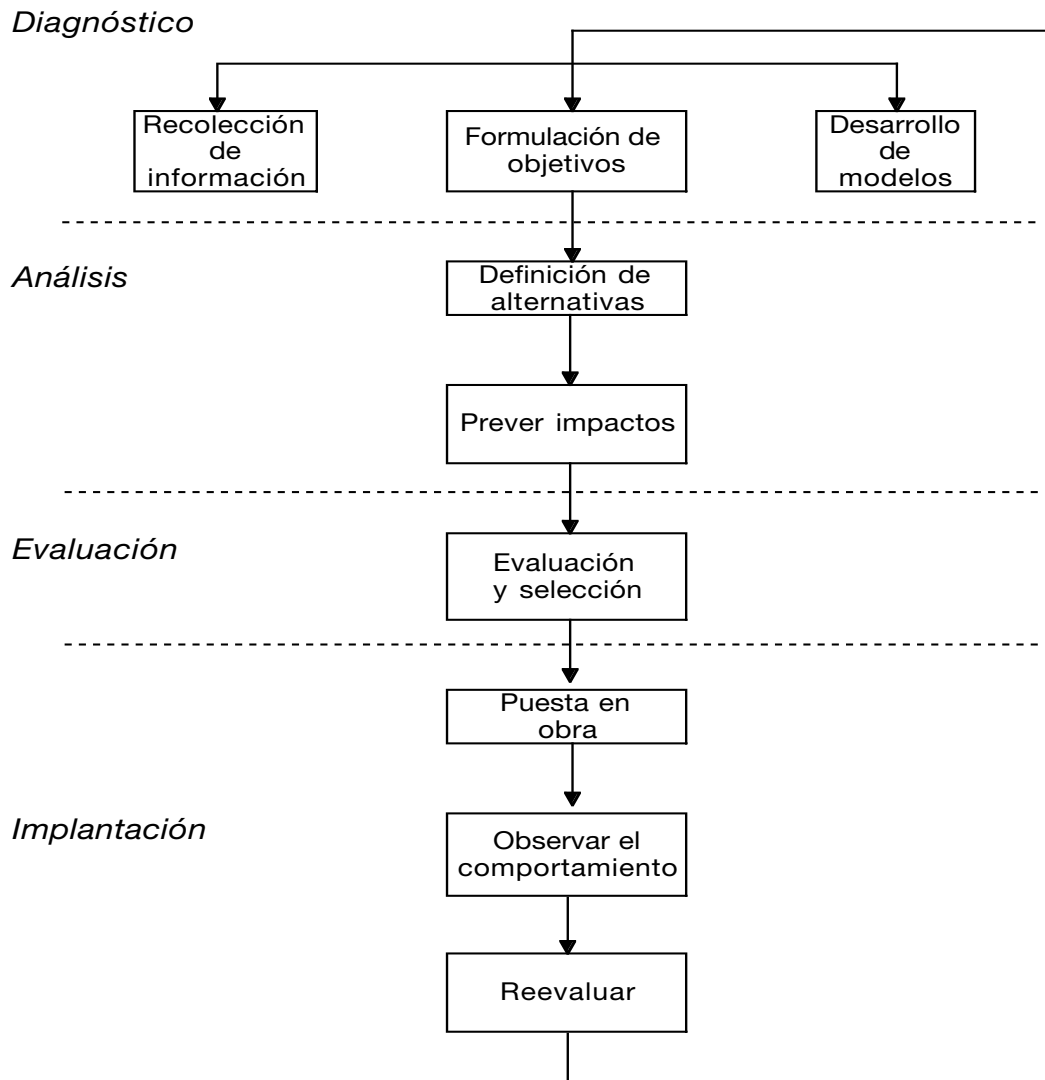 Diagnóstico
Recolección
de
información
Formulación de
objetivos
Desarrollo
de
modelos
Análisis
Definición de
alternativas
Prever impactos
Evaluación
Evaluación
y selección
Puesta en
obra
Implantación
Observar el
comportamiento
Reevaluar